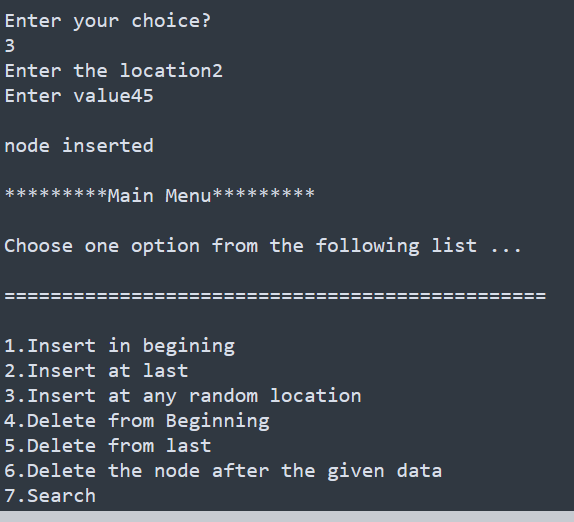 Enter your choice?
3
Enter the location2
Enter value45
node inserted
*********Main Menu*********
Choose one option from the following list ...
===============================================
1.Insert in begining
2.Insert at last
3.Insert at any random location
4.Delete from Beginning
5.Delete from last
6.Delete the node after the given data
7.Search